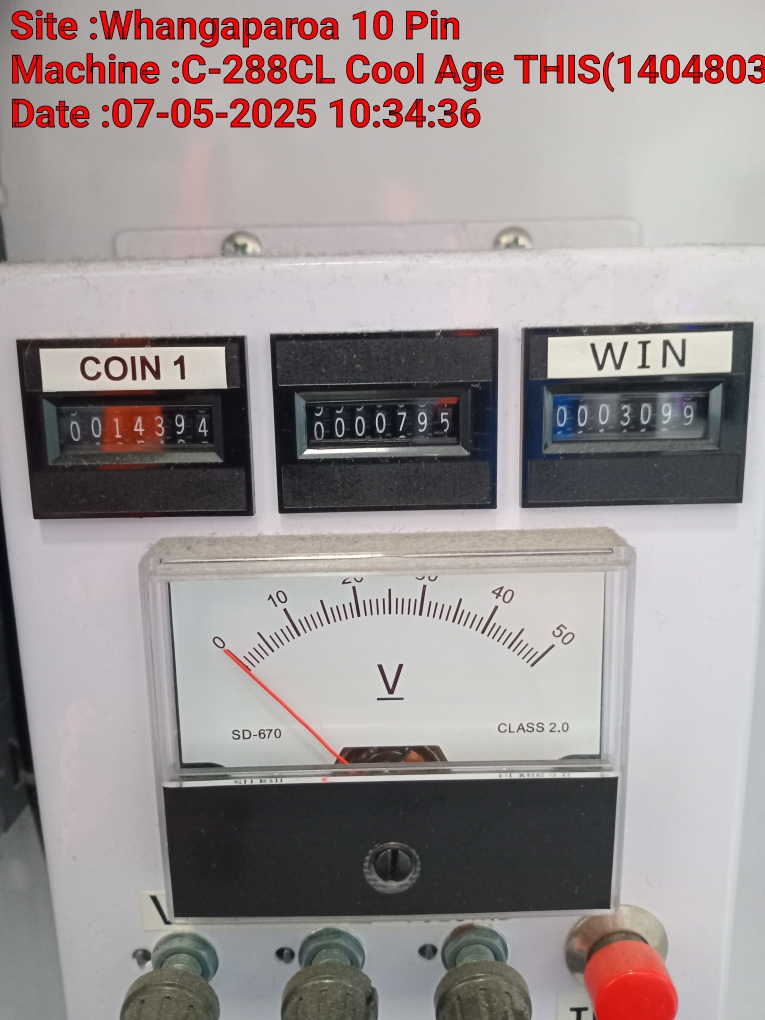 Site :Whangaparoa 10 Pin
Machine :C-288CL Cool Age THIS(1404803
Date :07-05-2025 10:34:36
COIN 1
WIN
0014394
0000795
0003099
0 10 20 30 40 50
V
SD-670
CLASS 2.0